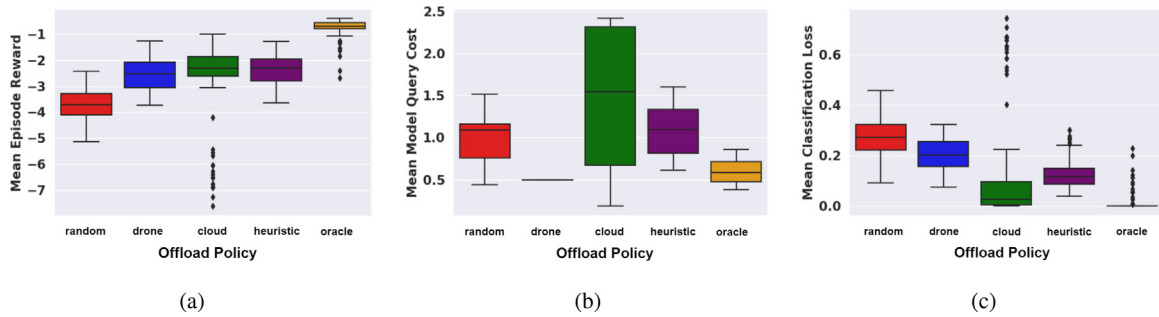 Mean Episode Reward
−1
−2
−3
−4
−5
−6
−7
random drone cloud heuristic oracle
Offload Policy
(a)
Mean Model Query Cost
2.5
2.0
1.5
1.0
0.5
random drone cloud heuristic oracle
Offload Policy
(b)
Mean Classification Loss
0.6
0.4
0.2
0.0
random drone cloud heuristic oracle
Offload Policy
(c)